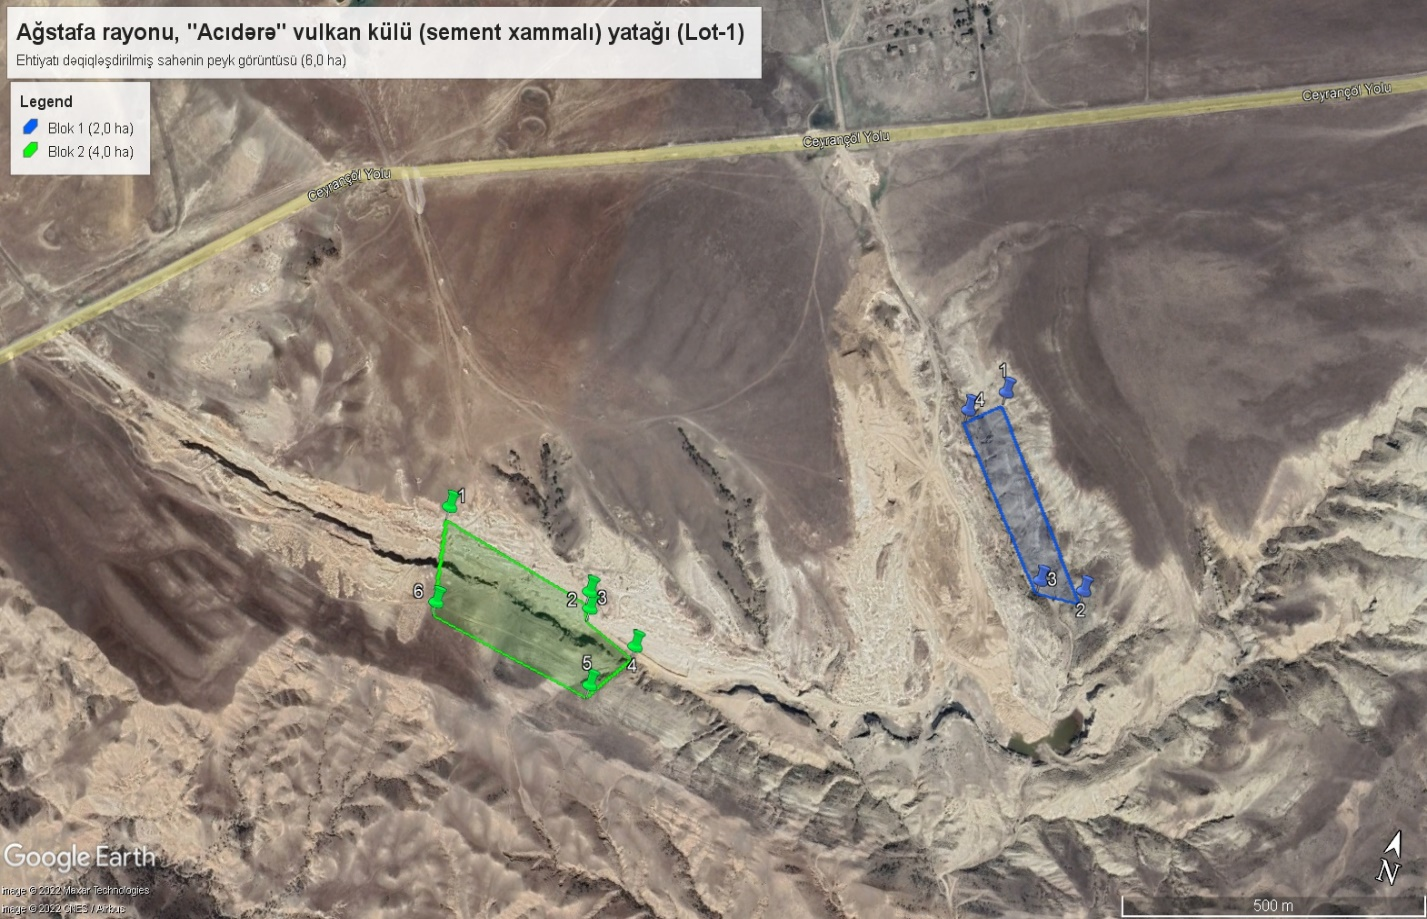 Ağstafa rayonu, "Acıdərə" vulkan külü (sement xammalı) yatağı (Lot-1)
Ehtiyatı dəqiqləşdirilmiş sahənin peyk görüntüsü (6,0 ha)
Legend
Blok 1 (2,0 ha)
Blok 2 (4,0 ha)
Ceyrançöl Yolu
Ceyrançöl Yolu
Ceyrançöl Yolu
1
4
3
2
1
6
2
3
5
4
Google Earth
Image © 2022 Maxar Technologies
Image © 2022 CNES / Airbus
N
500 m